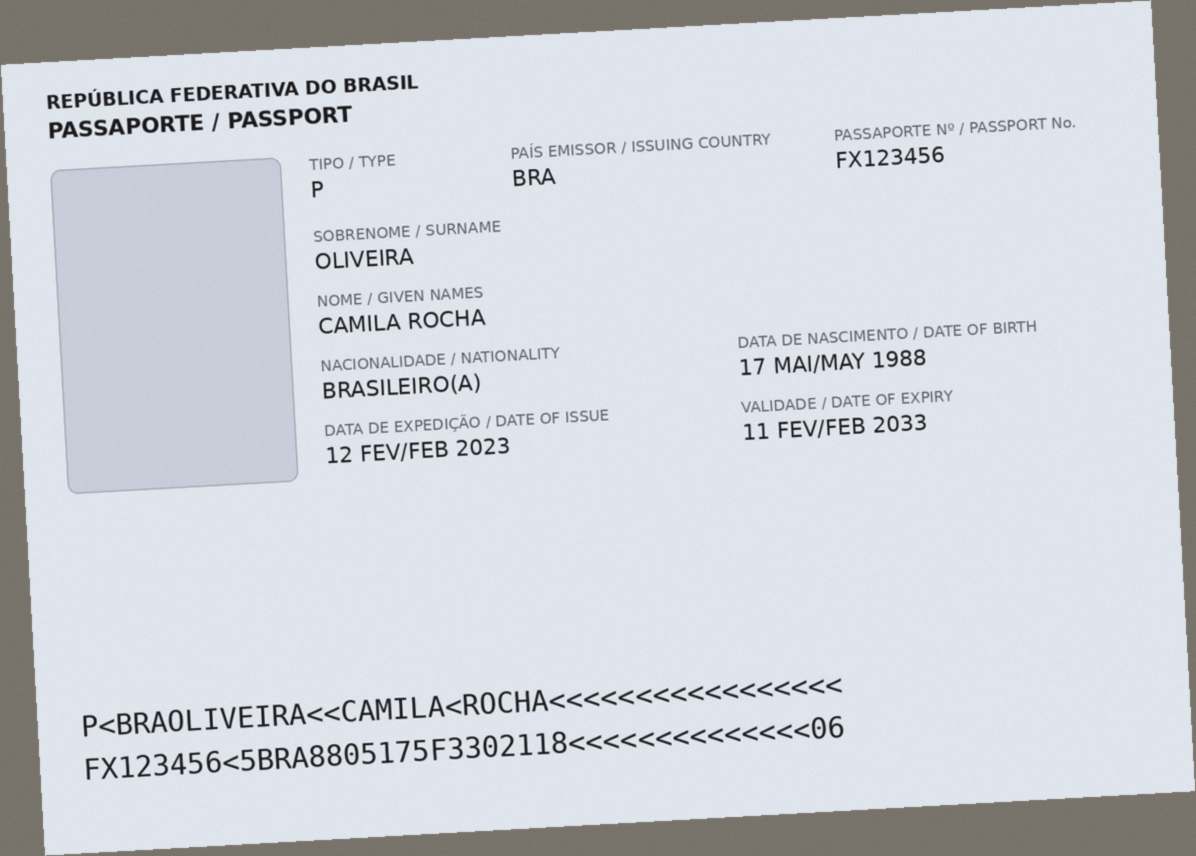 REPÚBLICA FEDERATIVA DO BRASIL
PASSAPORTE / PASSPORT
TIPO / TYPE
P
PAÍS EMISSOR / ISSUING COUNTRY
BRA
PASSAPORTE Nº / PASSPORT No.
FX123456
SOBRENOME / SURNAME
OLIVEIRA
NOME / GIVEN NAMES
CAMILA ROCHA
NACIONALIDADE / NATIONALITY
BRASILEIRO(A)
DATA DE NASCIMENTO / DATE OF BIRTH
17 MAI/MAY 1988
DATA DE EXPEDIÇÃO / DATE OF ISSUE
12 FEV/FEB 2023
VALIDADE / DATE OF EXPIRY
11 FEV/FEB 2033
P<BRAOLIVEIRA<<CAMILA<ROCHA<<<<<<<<<<<<<<<<<
FX123456<5BRA8805175F3302118<<<<<<<<<<<<<<06